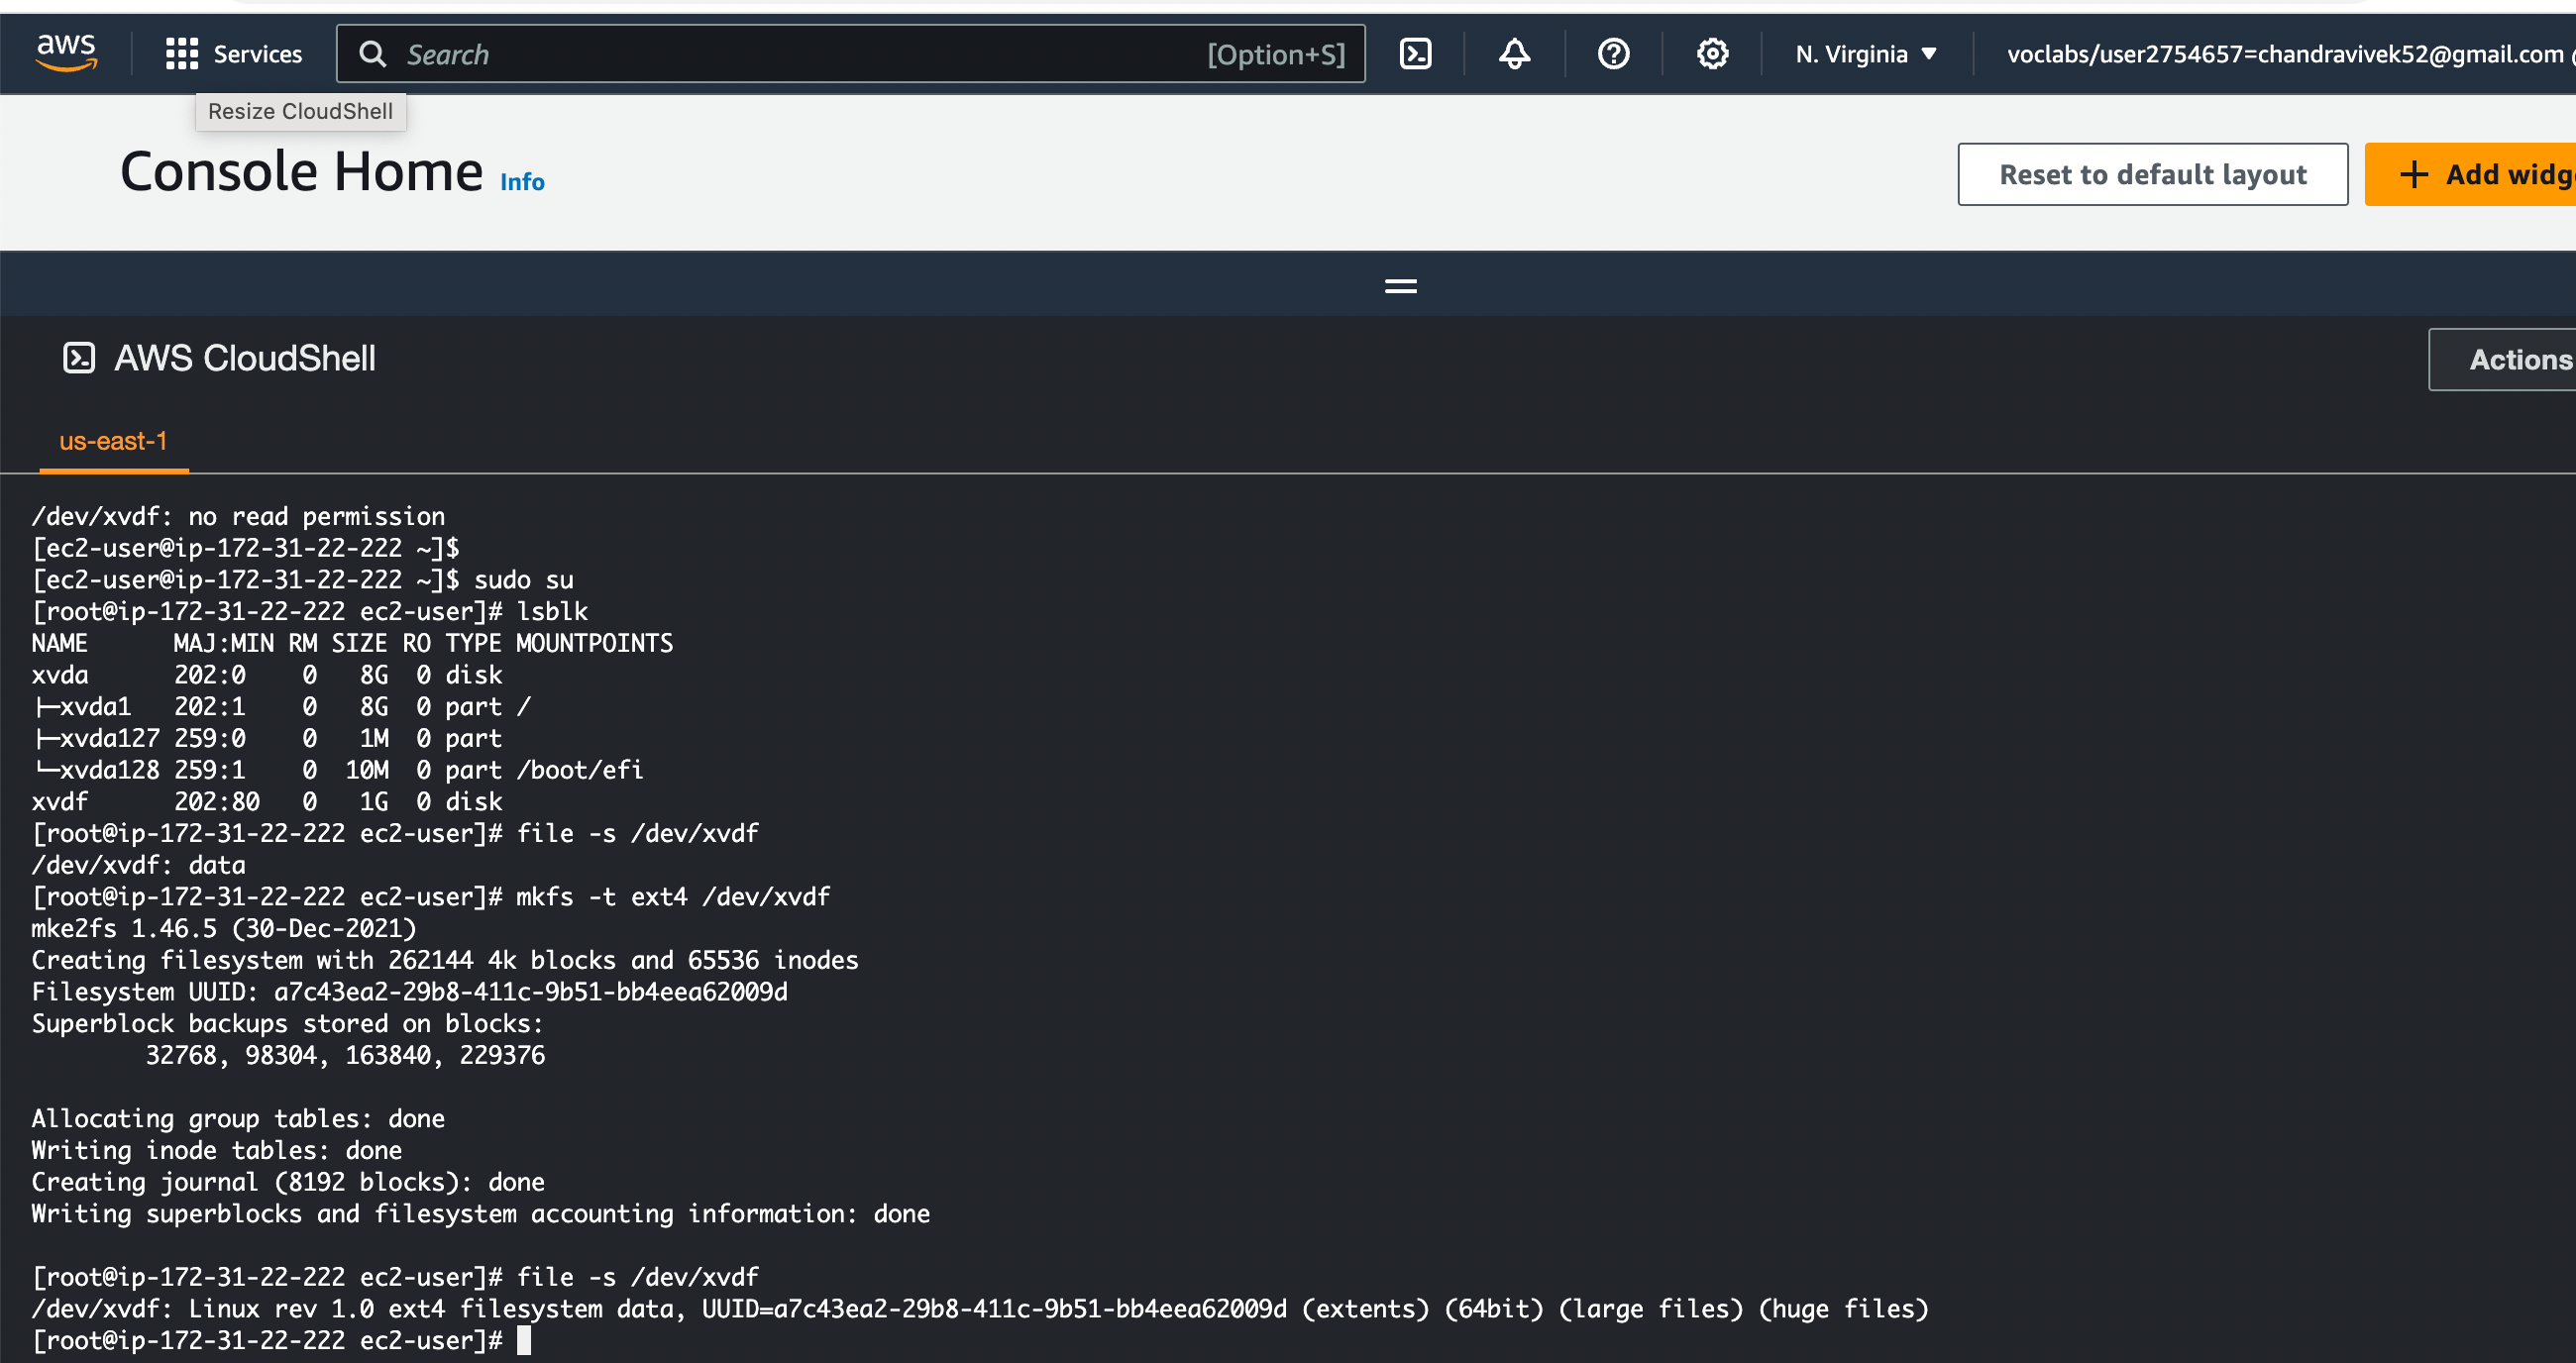 aws
Services
Search [Option+S]
N. Virginia
voclabs/user2754657=chandravivek52@gmail.com
Resize CloudShell
Console Home Info
Reset to default layout
+ Add
AWS CloudShell
Actions
us-east-1
/dev/xvdf: no read permission
[ec2-user@ip-172-31-22-222 ~]$
[ec2-user@ip-172-31-22-222 ~]$ sudo su
[root@ip-172-31-22-222 ec2-user]# lsblk
NAME      MAJ:MIN RM SIZE RO TYPE MOUNTPOINTS
xvda      202:0    0   8G  0 disk
├─xvda1   202:1    0   8G  0 part /
├─xvda127 259:0    0   1M  0 part
└─xvda128 259:1    0  10M  0 part /boot/efi
xvdf      202:80   0   1G  0 disk
[root@ip-172-31-22-222 ec2-user]# file -s /dev/xvdf
/dev/xvdf: data
[root@ip-172-31-22-222 ec2-user]# mkfs -t ext4 /dev/xvdf
mke2fs 1.46.5 (30-Dec-2021)
Creating filesystem with 262144 4k blocks and 65536 inodes
Filesystem UUID: a7c43ea2-29b8-411c-9b51-bb4eea62009d
Superblock backups stored on blocks:
        32768, 98304, 163840, 229376
Allocating group tables: done
Writing inode tables: done
Creating journal (8192 blocks): done
Writing superblocks and filesystem accounting information: done
[root@ip-172-31-22-222 ec2-user]# file -s /dev/xvdf
/dev/xvdf: Linux rev 1.0 ext4 filesystem data, UUID=a7c43ea2-29b8-411c-9b51-bb4eea62009d (extents) (64bit) (large files) (huge files)
[root@ip-172-31-22-222 ec2-user]#